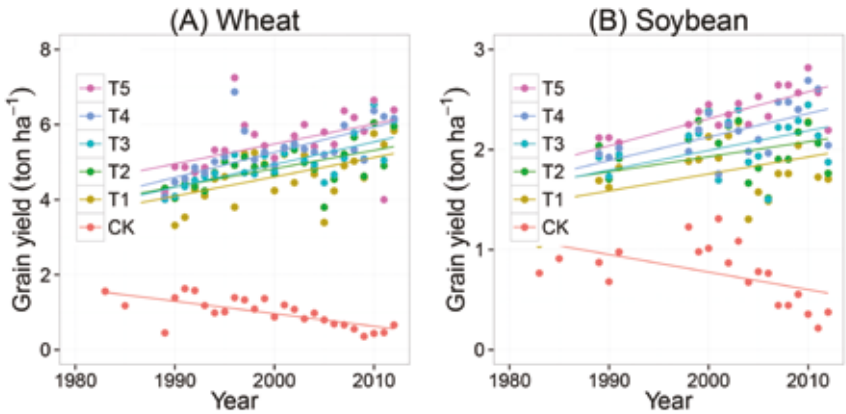 (A) Wheat
Grain yield (ton ha⁻¹)
8
6
4
2
0
T5
T4
T3
T2
T1
CK
1980 1990 2000 2010
Year
(B) Soybean
Grain yield (ton ha⁻¹)
3
2
1
0
T5
T4
T3
T2
T1
CK
1980 1990 2000 2010
Year